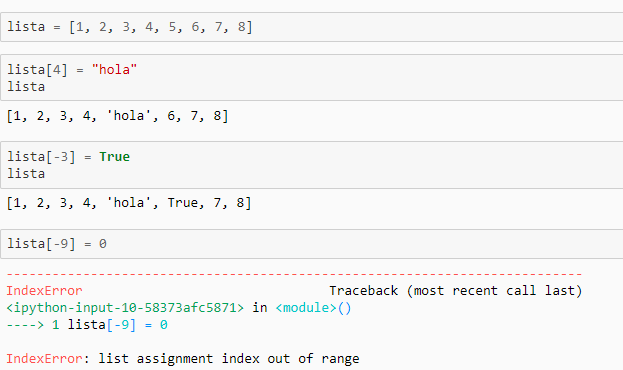 lista = [1, 2, 3, 4, 5, 6, 7, 8]
lista[4] = "hola"
lista
[1, 2, 3, 4, 'hola', 6, 7, 8]
lista[-3] = True
lista
[1, 2, 3, 4, 'hola', True, 7, 8]
lista[-9] = 0
---------------------------------------------------------------------------
IndexError                                Traceback (most recent call last)
<ipython-input-10-58373afc5871> in <module>()
----> 1 lista[-9] = 0
IndexError: list assignment index out of range